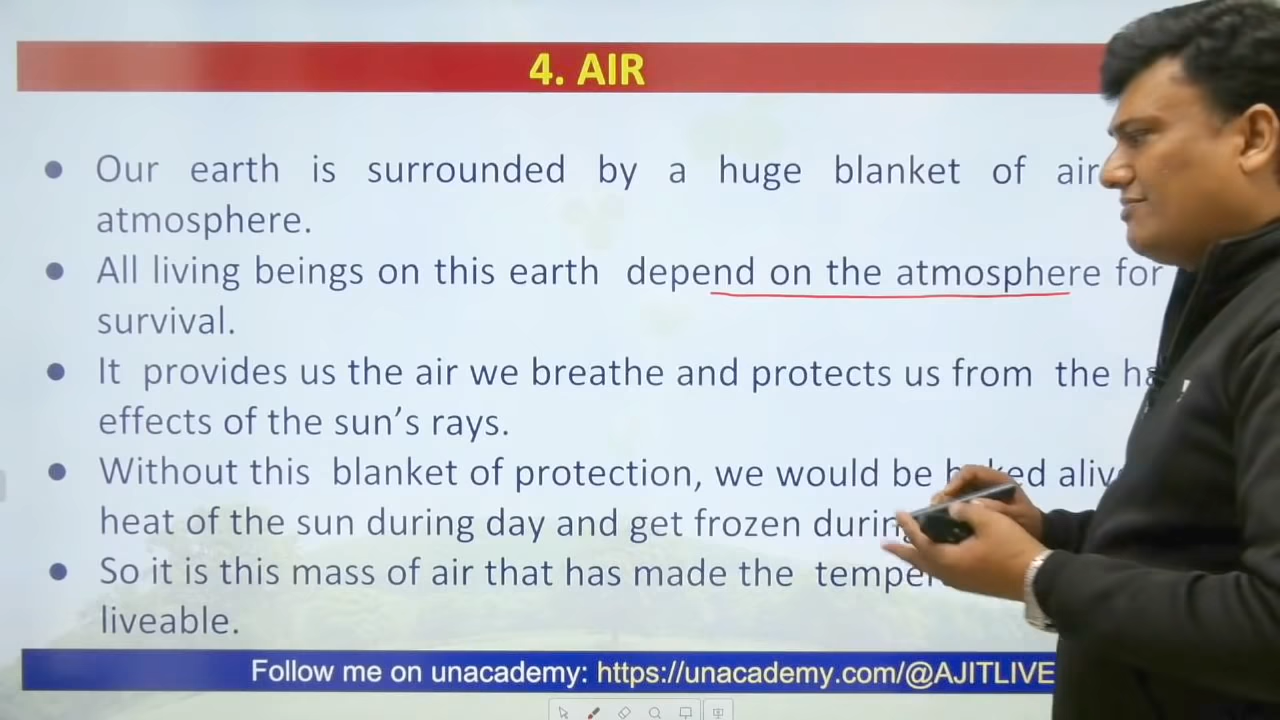 4. AIR
• Our earth is surrounded by a huge blanket of air
atmosphere.
• All living beings on this earth depend on the atmosphere for
survival.
• It provides us the air we breathe and protects us from the
effects of the sun’s rays.
• Without this blanket of protection, we would be baked
heat of the sun during day and get frozen during
• So it is this mass of air that has made the
liveable.
Follow me on unacademy: https://unacademy.com/@AJITLIVE